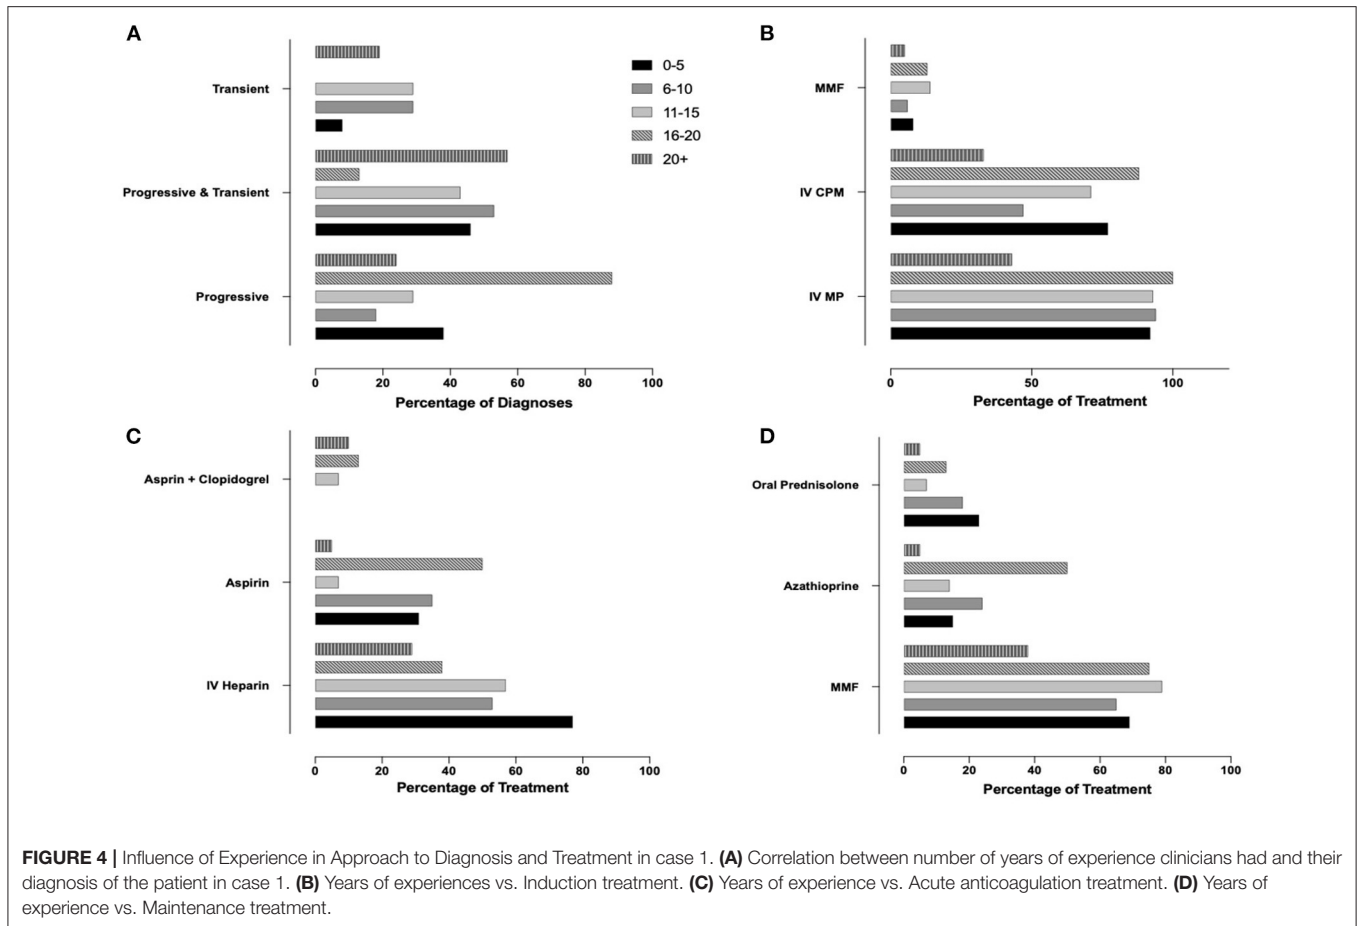 A
Transient
Progressive & Transient
Progressive
0 20 40 60 80 100
Percentage of Diagnoses
0-5
6-10
11-15
16-20
20+
B
MMF
IV CPM
IV MP
0 50 100
Percentage of Treatment
C
Asprin + Clopidogrel
Aspirin
IV Heparin
0 20 40 60 80 100
Percentage of Treatment
D
Oral Prednisolone
Azathioprine
MMF
0 20 40 60 80 100
Percentage of Treatment
FIGURE 4 | Influence of Experience in Approach to Diagnosis and Treatment in case 1. (A) Correlation between number of years of experience clinicians had and their
diagnosis of the patient in case 1. (B) Years of experiences vs. Induction treatment. (C) Years of experience vs. Acute anticoagulation treatment. (D) Years of
experience vs. Maintenance treatment.